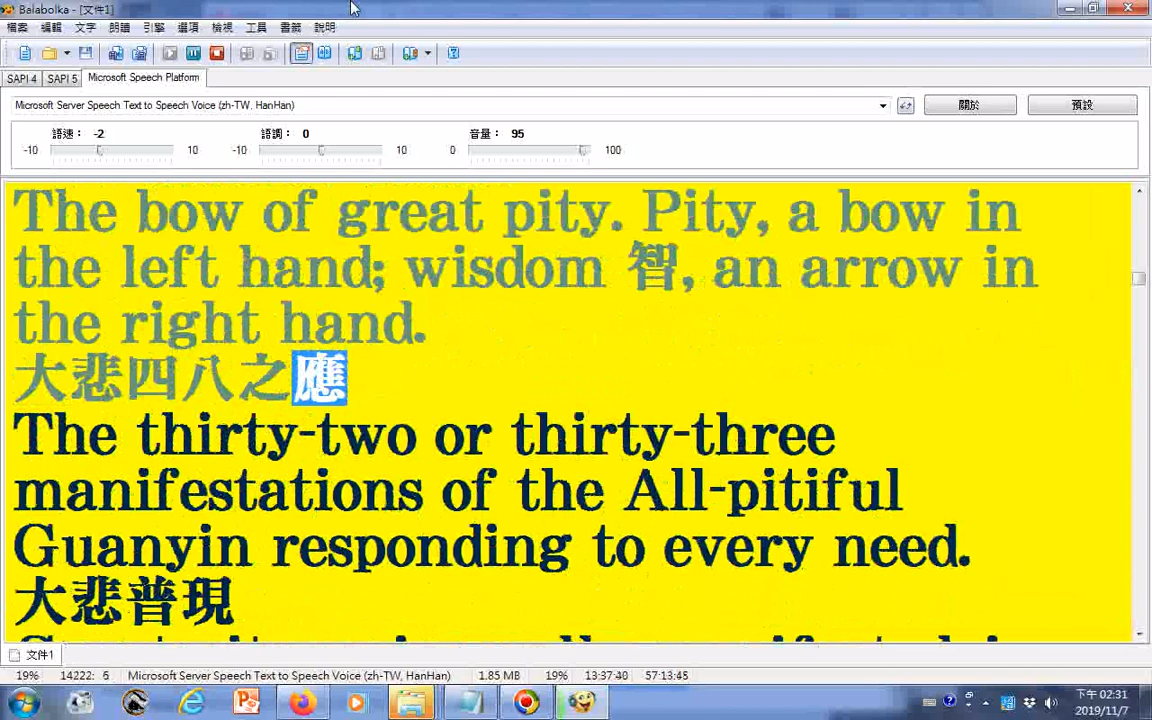 Balabolka - [文件1]
檔案 編輯 文字 朗讀 引擎 選項 檢視 工具 書籤 說明
SAPI 4 SAPI 5 Microsoft Speech Platform
Microsoft Server Speech Text to Speech Voice (zh-TW, HanHan) 關於 預設
語速： -2 語調： 0 音量： 95
-10 10 -10 10 0 100
The bow of great pity. Pity, a bow in
the left hand; wisdom 智, an arrow in
the right hand.
大悲四八之應
The thirty-two or thirty-three
manifestations of the All-pitiful
Guanyin responding to every need.
大悲普現
文件1
19% 14222: 6 Microsoft Server Speech Text to Speech Voice (zh-TW, HanHan) 1.85 MB 19% 13:37:40 57:13:45
下午 02:31
2019/11/7